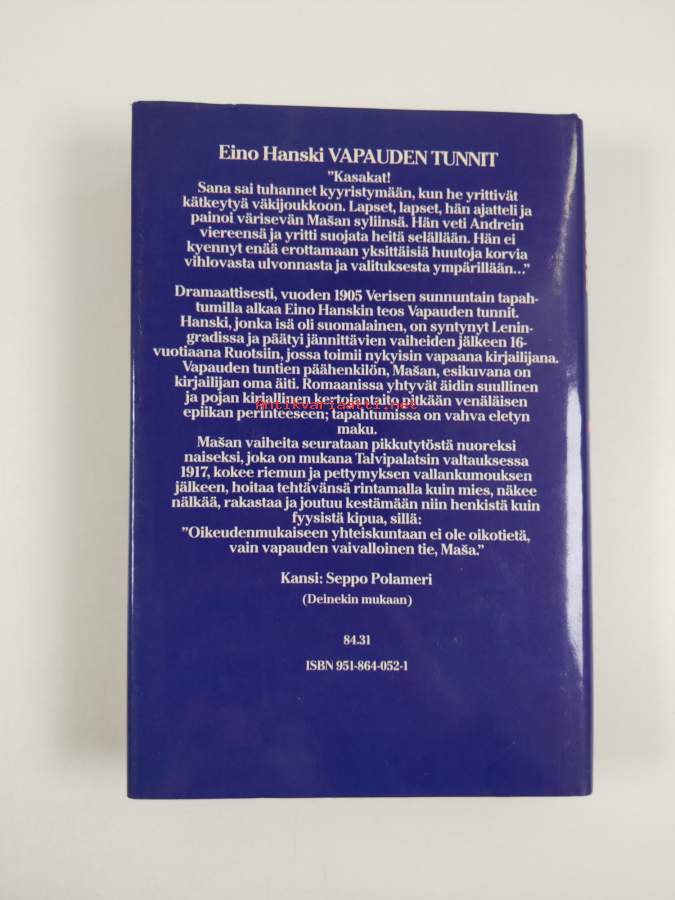 Eino Hanski VAPAUDEN TUNNIT
"Kasakat!
Sana sai tuhannet kyyristymään, kun he yrittivät
kätkeytyä väkijoukkoon. Lapset, lapset, hän ajatteli ja
painoi värisevän Mašan syliinsä. Hän veti Andrein
viereensä ja yritti suojata heitä selällään. Hän ei
kyennyt enää erottamaan yksittäisiä huutoja korvia
vihlovasta ulvonnasta ja valituksesta ympärillään..."
Dramaattisesti, vuoden 1905 Verisen sunnuntain tapah-
tumilla alkaa Eino Hanskin teos Vapauden tunnit.
Hanski, jonka isä oli suomalainen, on syntynyt Lenin-
gradissa ja päätyi jännittävien vaiheiden jälkeen 16-
vuotiaana Ruotsiin, jossa toimii nykyisin vapaana kirjailijana.
Vapauden tuntien päähenkilön, Mašan, esikuvana on
kirjailijan oma äiti. Romaanissa yhtyvät äidin suullinen
ja pojan kirjallinen kertojantaito pitkään venäläisen
Antikvariaatti.net
epiikan perinteeseen; tapahtumissa on vahva eletyn
maku.
Mašan vaiheita seurataan pikkutytöstä nuoreksi
naiseksi, joka on mukana Talvipalatsin valtauksessa
1917, kokee riemun ja pettymyksen vallankumouksen
jälkeen, hoitaa tehtävänsä rintamalla kuin mies, näkee
nälkää, rakastaa ja joutuu kestämään niin henkistä kuin
fyysistä kipua, sillä:
"Oikeudenmukaiseen yhteiskuntaan ei ole oikotietä,
vain vapauden vaivalloinen tie, Maša."
Kansi: Seppo Polameri
(Deinekin mukaan)
84.31
ISBN 951-864-052-1